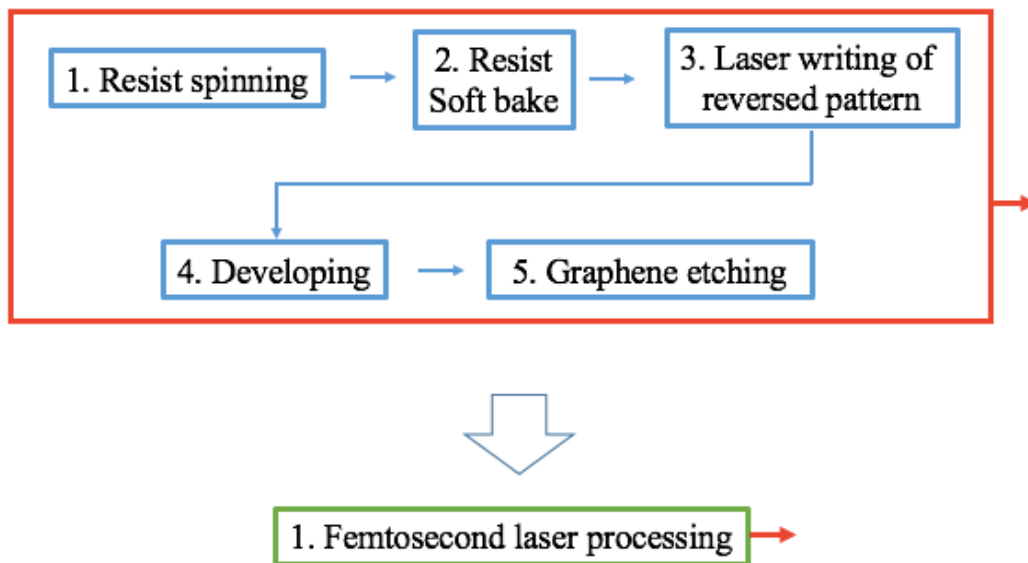 1. Resist spinning
2. Resist
Soft bake
3. Laser writing of
reversed pattern
4. Developing
5. Graphene etching
1. Femtosecond laser processing